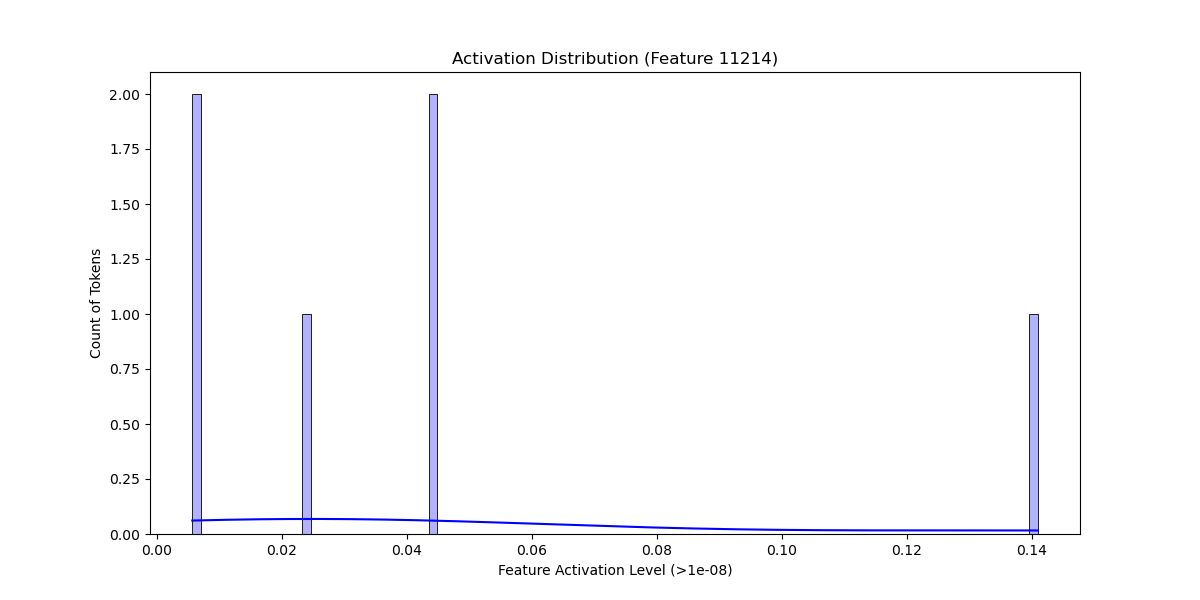 Activation Distribution (Feature 11214)
2.00
1.75
1.50
1.25
1.00
0.75
0.50
0.25
0.00
Count of Tokens
0.00 0.02 0.04 0.06 0.08 0.10 0.12 0.14
Feature Activation Level (>1e-08)